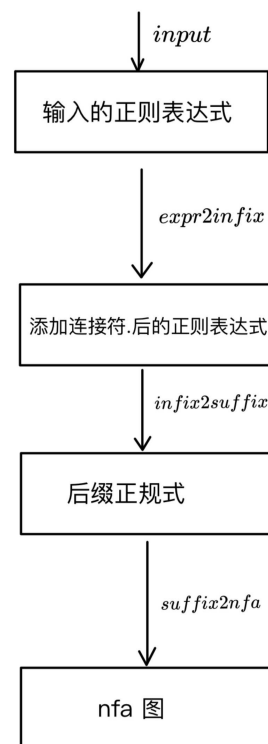 input
输入的正则表达式
expr2infix
添加连接符.后的正则表达式
infix2suffix
后缀正规式
suffix2nfa
nfa 图